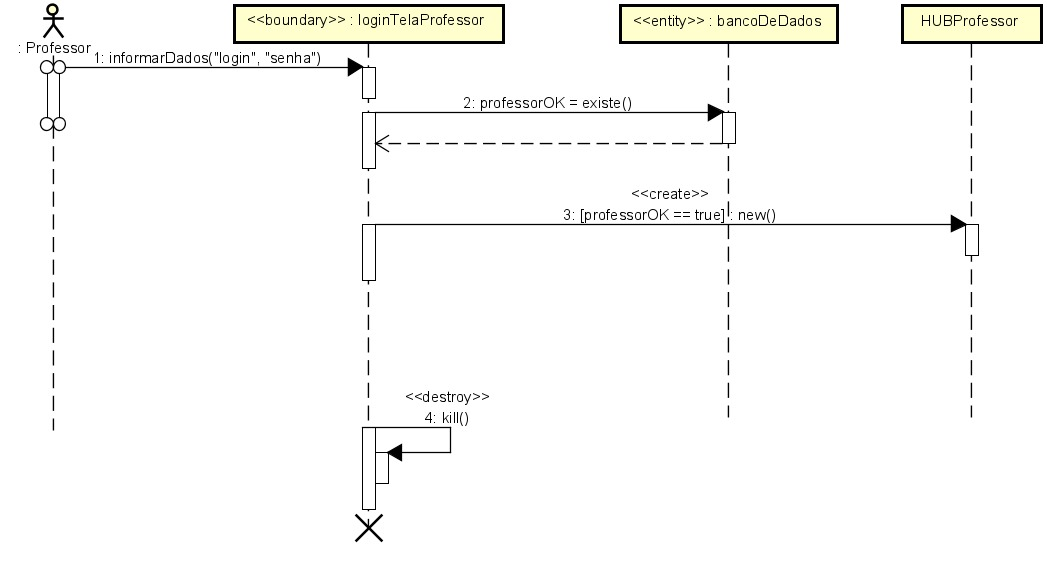 <<boundary>> : loginTelaProfessor
<<entity>> : bancoDeDados
HUBProfessor
: Professor
1: informarDados("login", "senha")
2: professorOK = existe()
<<create>>
3: [professorOK == true] : new()
<<destroy>>
4: kill()